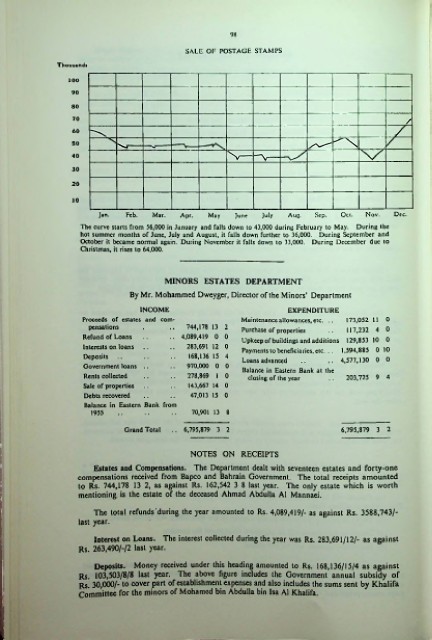 98
SALE OF POSTAGE STAMPS
Thousands
100
90
80
70
60
50
40
30
20
10
Jan. Feb. Mar. Apr. May June July Aug. Sep. Oct. Nov. Dec.
The curve starts from 56,000 in January and falls down to 43,000 during February to May. During the
hot summer months of June, July and August, it falls down further to 36,000. During September and
October it became normal again. During November it falls down to 33,000. During December due to
Christmas, it rises to 64,000.
MINORS ESTATES DEPARTMENT
By Mr. Mohammed Dweyger, Director of the Minors' Department
INCOME
Proceeds of estates and com-
pensations .. .. 744,178 13 2
Refund of Loans .. .. 4,089,419 0 0
Interests on loans .. .. 283,691 12 0
Deposits .. .. .. 168,136 15 4
Government loans .. .. 970,000 0 0
Rents collected .. .. 278,869 1 0
Sale of properties .. .. 143,667 14 0
Debts recovered .. .. 47,013 15 0
Balance in Eastern Bank from
1955 .. .. .. 70,901 13 8
Grand Total .. 6,795,879 3 2
EXPENDITURE
Maintenance allowances, etc. .. 173,052 11 0
Purchase of properties .. 117,232 4 0
Upkeep of buildings and additions 129,853 10 0
Payments to beneficiaries, etc. .. 1,594,885 0 10
Loans advanced .. .. 4,577,130 0 0
Balance in Eastern Bank at the
closing of the year .. 203,725 9 4
6,795,879 3 2
NOTES ON RECEIPTS
Estates and Compensations. The Department dealt with seventeen estates and forty-one
compensations received from Bapco and Bahrain Government. The total receipts amounted
to Rs. 744,178 13 2, as against Rs. 162,542 3 8 last year. The only estate which is worth
mentioning is the estate of the deceased Ahmad Abdulla Al Mannaei.
The total refunds during the year amounted to Rs. 4,089,419/- as against Rs. 3588,743/-
last year.
Interest on Loans. The interest collected during the year was Rs. 283,691/12/- as against
Rs. 263,490/-/2 last year.
Deposits. Money received under this heading amounted to Rs. 168,136/15/4 as against
Rs. 103,503/8/8 last year. The above figure includes the Government annual subsidy of
Rs. 30,000/- to cover part of establishment expenses and also includes the sums sent by Khalifa
Committee for the minors of Mohamed bin Abdulla bin Isa Al Khalifa.